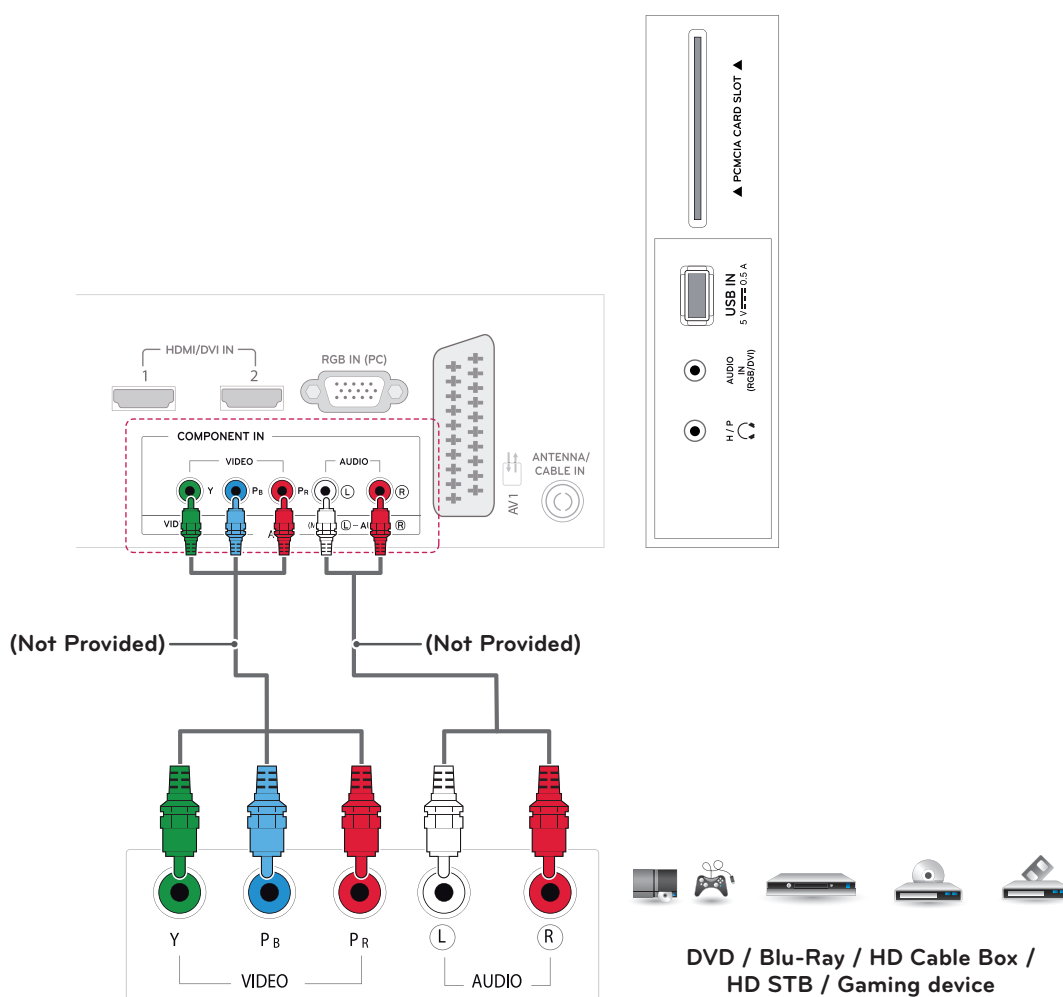 ▲ PCMCIA CARD SLOT ▲
USB IN
5 V 0.5 A
AUDIO
IN
(RGB/DVI)
H / P
HDMI/DVI IN
1 2
RGB IN (PC)
COMPONENT IN
VIDEO AUDIO
Y PB PR L R
VID (M L - AU R
AV1
ANTENNA/
CABLE IN
(Not Provided) (Not Provided)
Y PB PR L R
VIDEO AUDIO
DVD / Blu-Ray / HD Cable Box /
HD STB / Gaming device